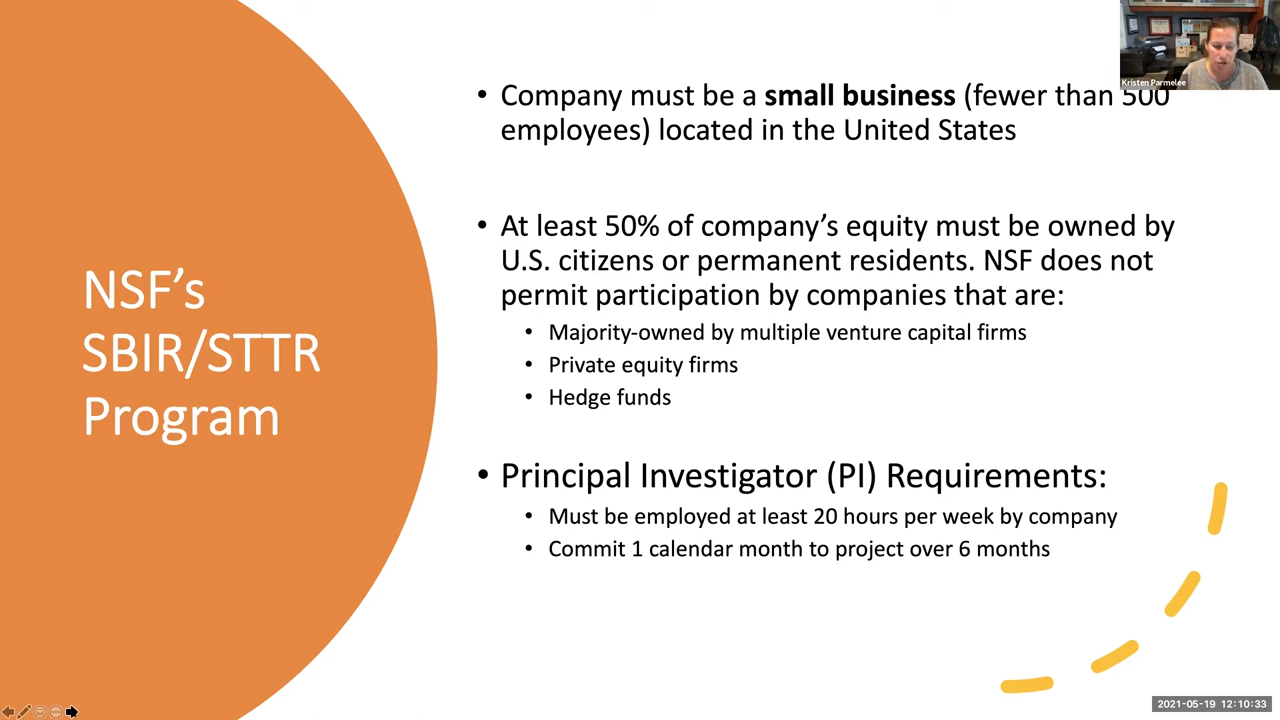 NSF's
SBIR/STTR
Program
• Company must be a small business (fewer than 500
employees) located in the United States
• At least 50% of company's equity must be owned by
U.S. citizens or permanent residents. NSF does not
permit participation by companies that are:
• Majority-owned by multiple venture capital firms
• Private equity firms
• Hedge funds
• Principal Investigator (PI) Requirements:
• Must be employed at least 20 hours per week by company
• Commit 1 calendar month to project over 6 months
Kristen Parmelee
2021-05-19 12:10:33